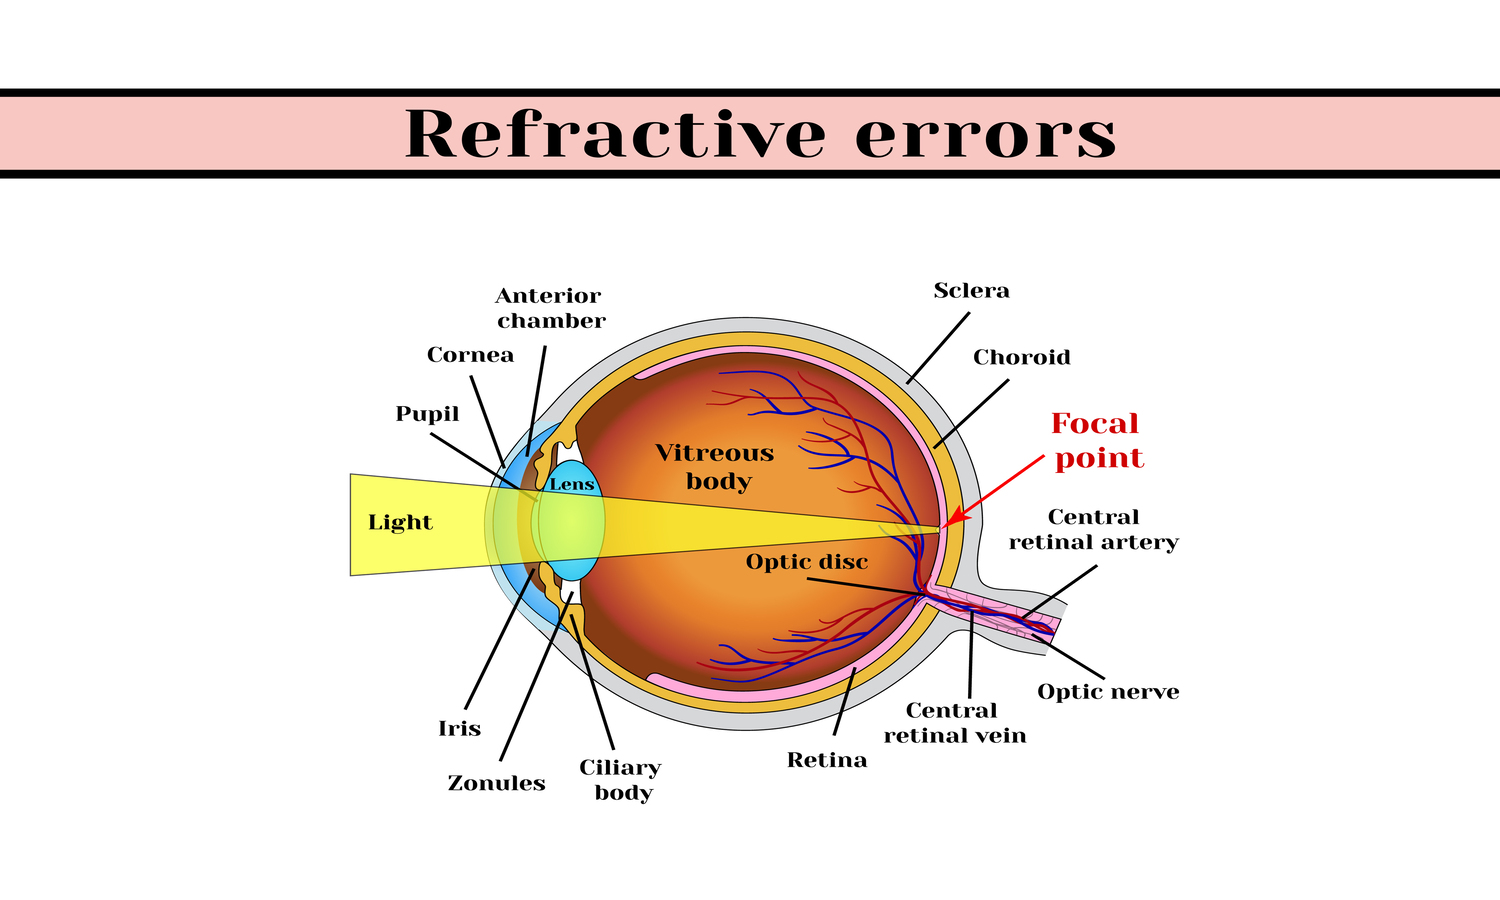 Refractive errors
Anterior
chamber
Cornea
Pupil
Light
Lens
Vitreous
body
Sclera
Choroid
Focal
point
Central
retinal artery
Optic disc
Optic nerve
Central
retinal vein
Retina
Ciliary
body
Zonules
Iris